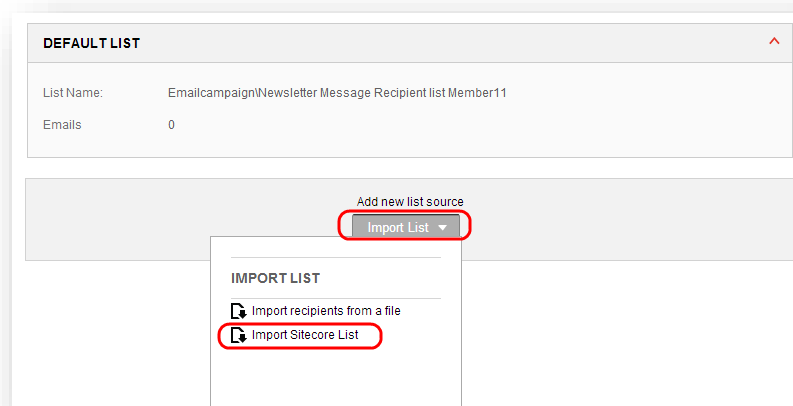 DEFAULT LIST
List Name: Emailcampaign\Newsletter Message Recipient list Member11
Emails 0
Add new list source
Import List
IMPORT LIST
Import recipients from a file
Import Sitecore List